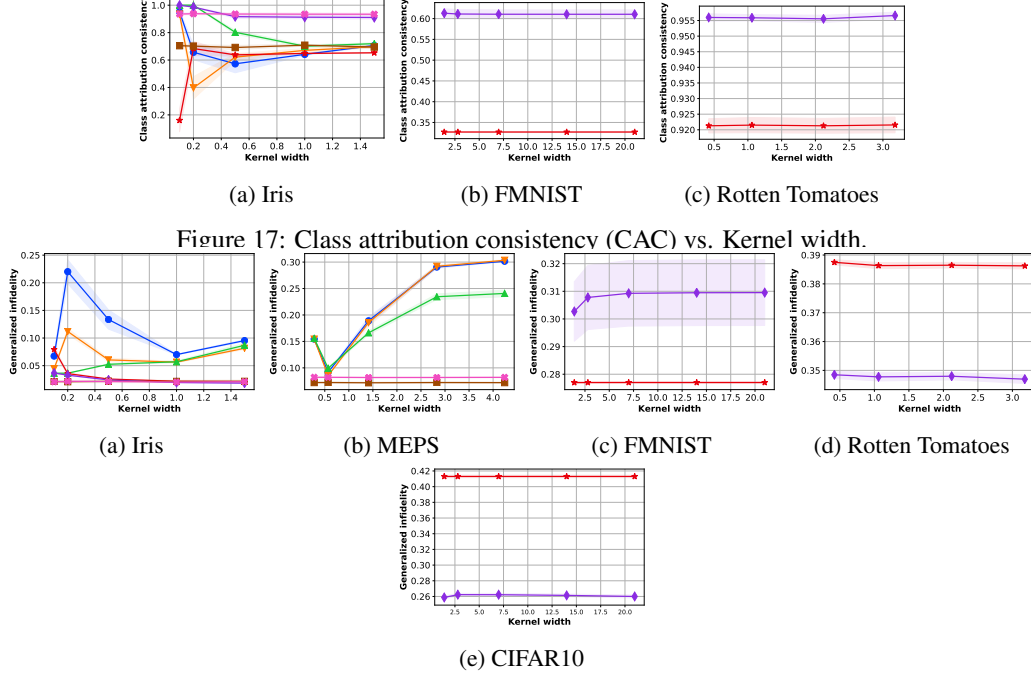 Class attribution consistency
1.0
0.8
0.6
0.4
0.2
0.2 0.4 0.6 0.8 1.0 1.2 1.4
Kernel width
Class attribution consistency
0.60
0.55
0.50
0.45
0.40
0.35
2.5 5.0 7.5 10.0 12.5 15.0 17.5 20.0
Kernel width
Class attribution consistency
0.955
0.950
0.945
0.940
0.935
0.930
0.925
0.920
0.5 1.0 1.5 2.0 2.5 3.0
Kernel width
(a) Iris (b) FMNIST (c) Rotten Tomatoes
Figure 17: Class attribution consistency (CAC) vs. Kernel width.
Generalized infidelity
0.25
0.20
0.15
0.10
0.05
0.2 0.4 0.6 0.8 1.0 1.2 1.4
Kernel width
Generalized infidelity
0.30
0.25
0.20
0.15
0.10
0.5 1.0 1.5 2.0 2.5 3.0 3.5 4.0
Kernel width
Generalized infidelity
0.32
0.31
0.30
0.29
0.28
2.5 5.0 7.5 10.0 12.5 15.0 17.5 20.0
Kernel width
Generalized infidelity
0.39
0.38
0.37
0.36
0.35
0.5 1.0 1.5 2.0 2.5 3.0
Kernel width
(a) Iris (b) MEPS (c) FMNIST (d) Rotten Tomatoes
Generalized infidelity
0.42
0.40
0.38
0.36
0.34
0.32
0.30
0.28
0.26
2.5 5.0 7.5 10.0 12.5 15.0 17.5 20.0
Kernel width
(e) CIFAR10